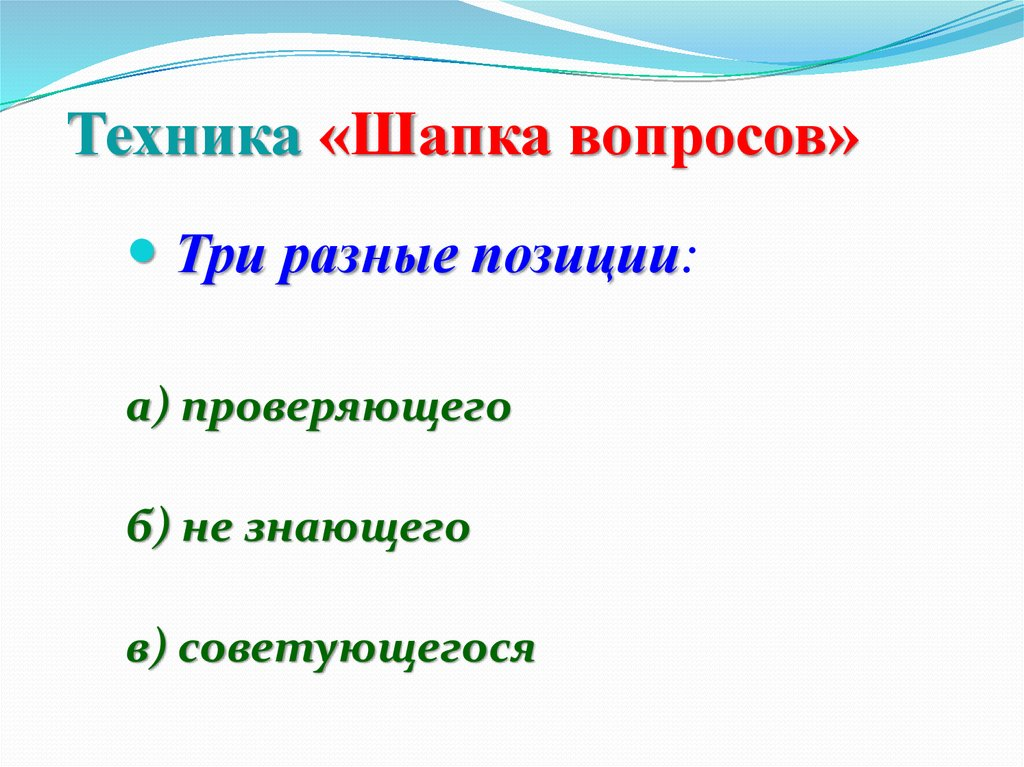 Техника «Шапка вопросов»
Три разные позиции:
а) проверяющего
б) не знающего
в) советующегося